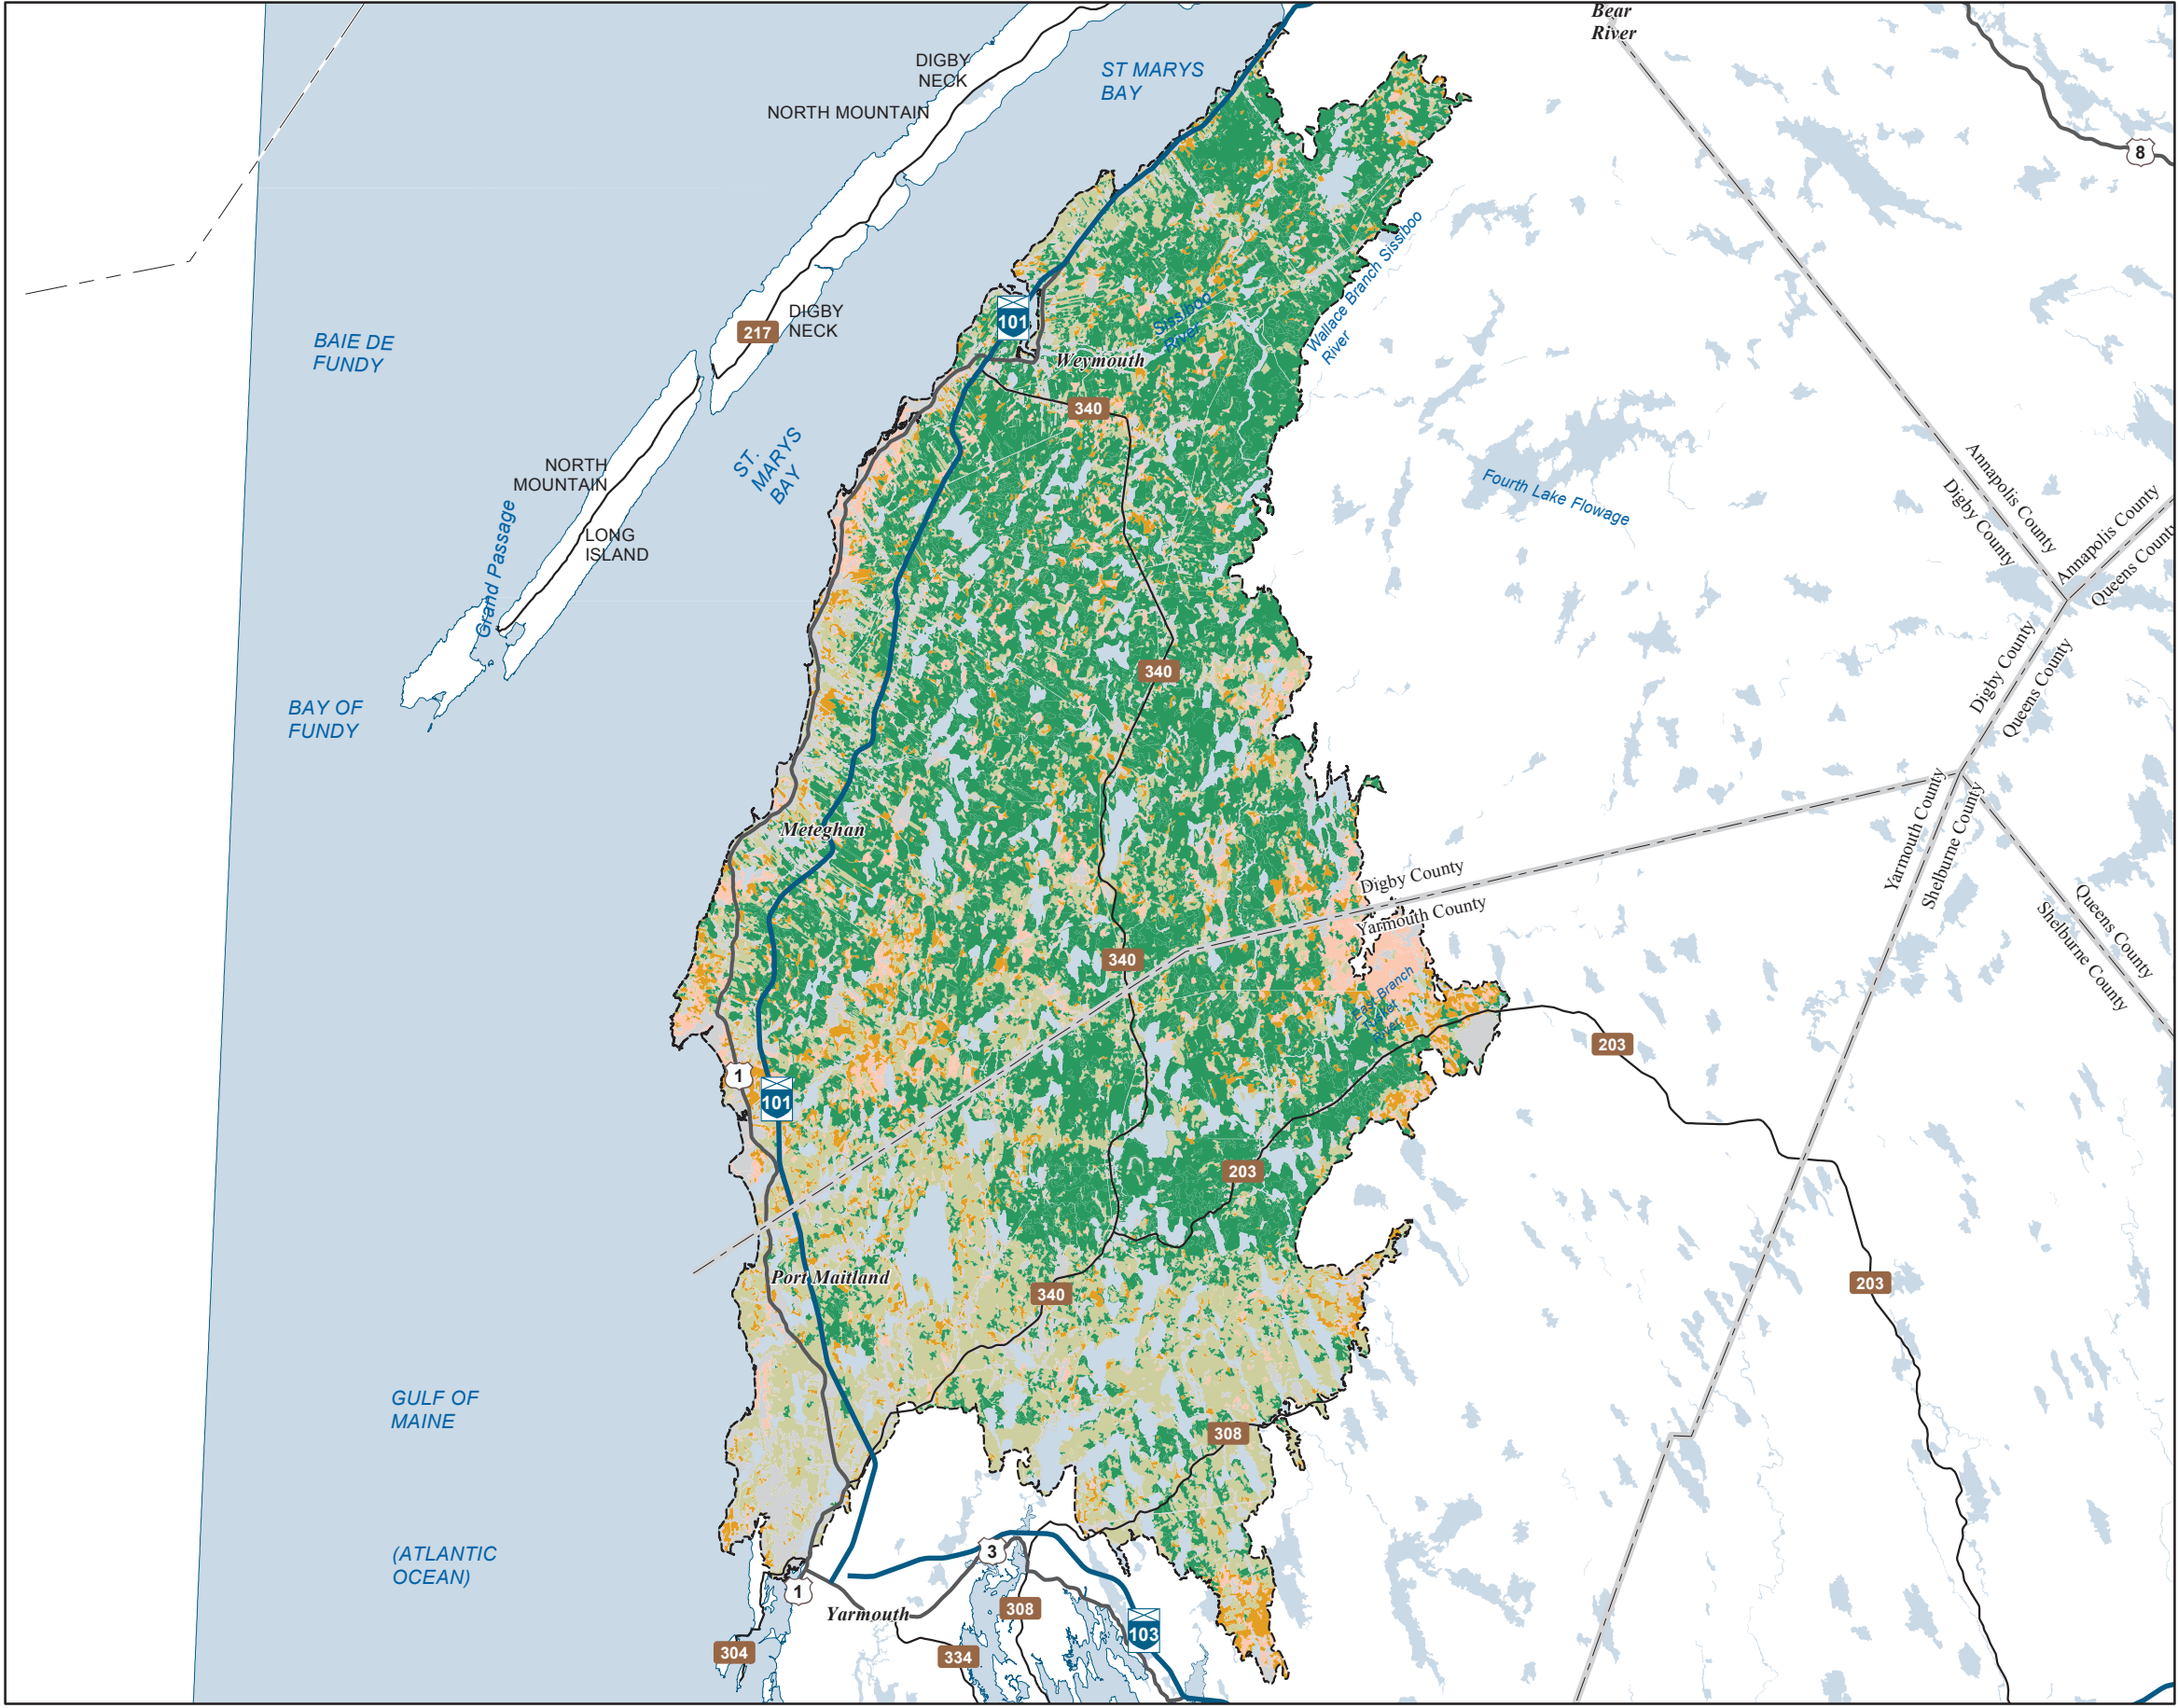 Bear
River
DIGBY
NECK
ST MARYS
BAY
NORTH MOUNTAIN
8
Wallace Branch Sissiboo
River
Sissiboo
River
101
DIGBY
NECK
217
BAIE DE
FUNDY
Weymouth
340
ST.
MARYS
BAY
NORTH
MOUNTAIN
Fourth Lake Flowage
Annapolis County
Digby County
Annapolis County
Queens County
Grand Passage
LONG
ISLAND
340
Digby County
Queens County
BAY OF
FUNDY
Meteghan
Yarmouth County
Shelburne County
Digby County
Yarmouth County
Queens County
Shelburne County
340
East Branch
Tusket
River
203
1
101
203
Port Maitland
340
203
GULF OF
MAINE
308
(ATLANTIC
OCEAN)
3
1
Yarmouth
308
103
304
334